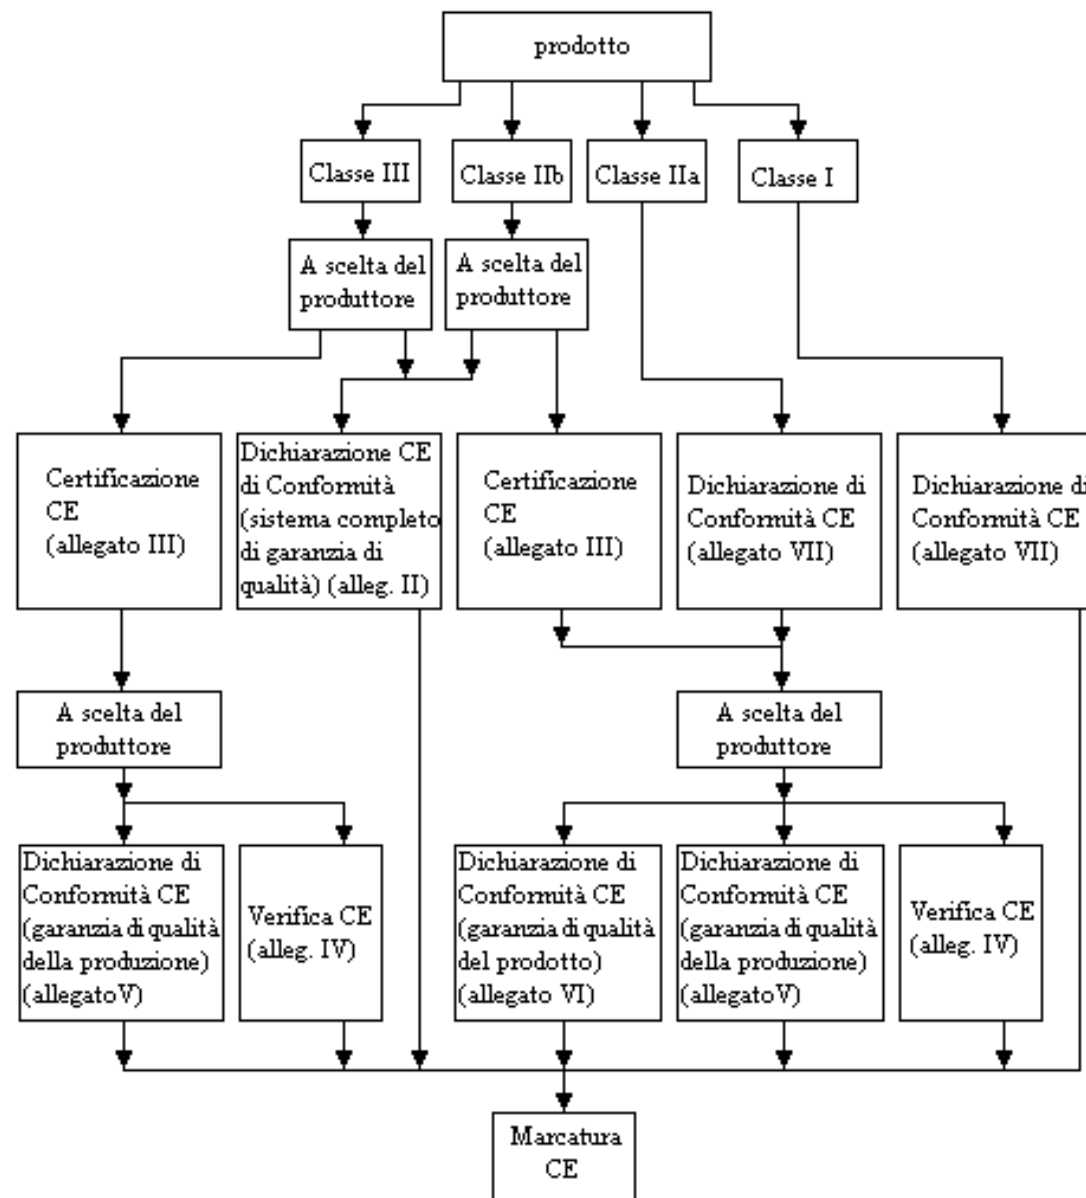 prodotto
Classe III
Classe IIb
Classe IIa
Classe I
A scelta del
produttore
A scelta del
produttore
Certificazione
CE
(allegato III)
Dichiarazione CE
di Conformità
(sistema completo
di garanzia di
qualità) (alleg. II)
Certificazione
CE
(allegato III)
Dichiarazione di
Conformità CE
(allegato VII)
Dichiarazione di
Conformità CE
(allegato VII)
A scelta del
produttore
A scelta del
produttore
Dichiarazione di
Conformità CE
(garanzia di qualità
della produzione)
(allegato V)
Verifica CE
(alleg. IV)
Dichiarazione di
Conformità CE
(garanzia di qualità
del prodotto)
(allegato VI)
Dichiarazione di
Conformità CE
(garanzia di qualità
della produzione)
(allegato V)
Verifica CE
(alleg. IV)
Marcatura
CE